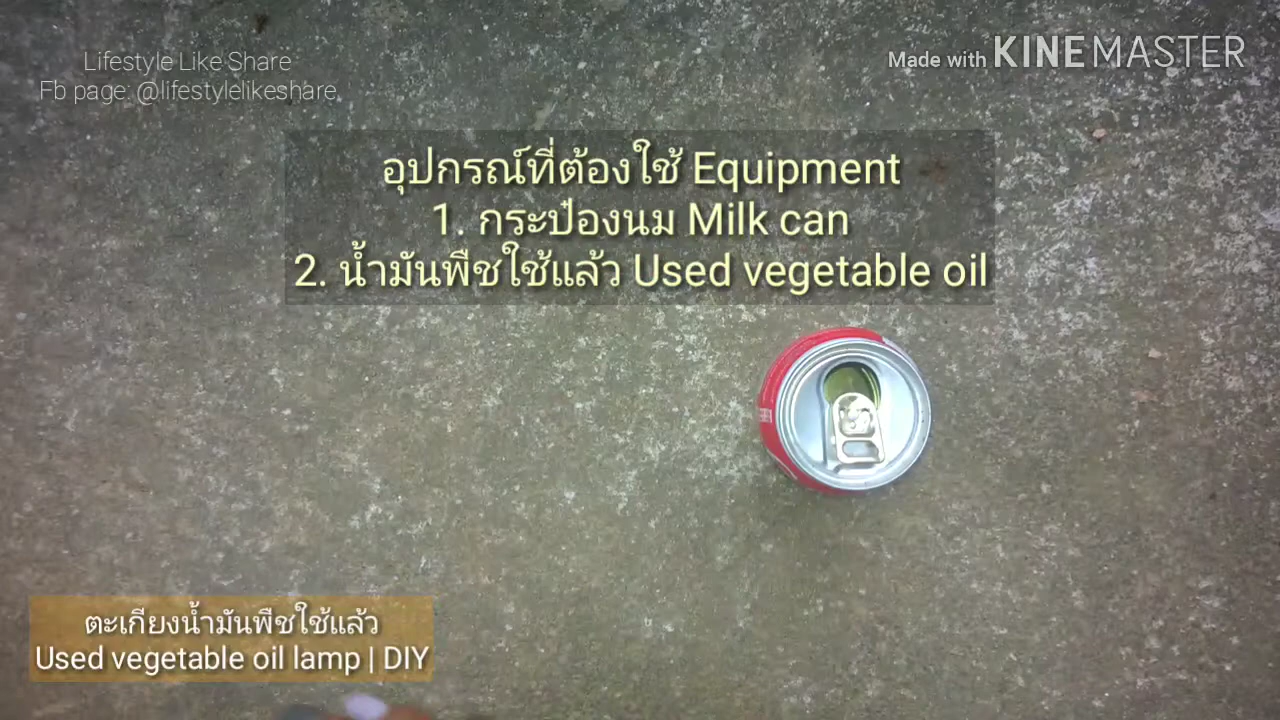 Lifestyle Like Share
Fb page: @lifestylelikeshare
Made with KINEMASTER
อุปกรณ์ที่ต้องใช้ Equipment
1. กระป๋องนม Milk can
2. น้ำมันพืชใช้แล้ว Used vegetable oil
ตะเกียงน้ำมันพืชใช้แล้ว
Used vegetable oil lamp | DIY